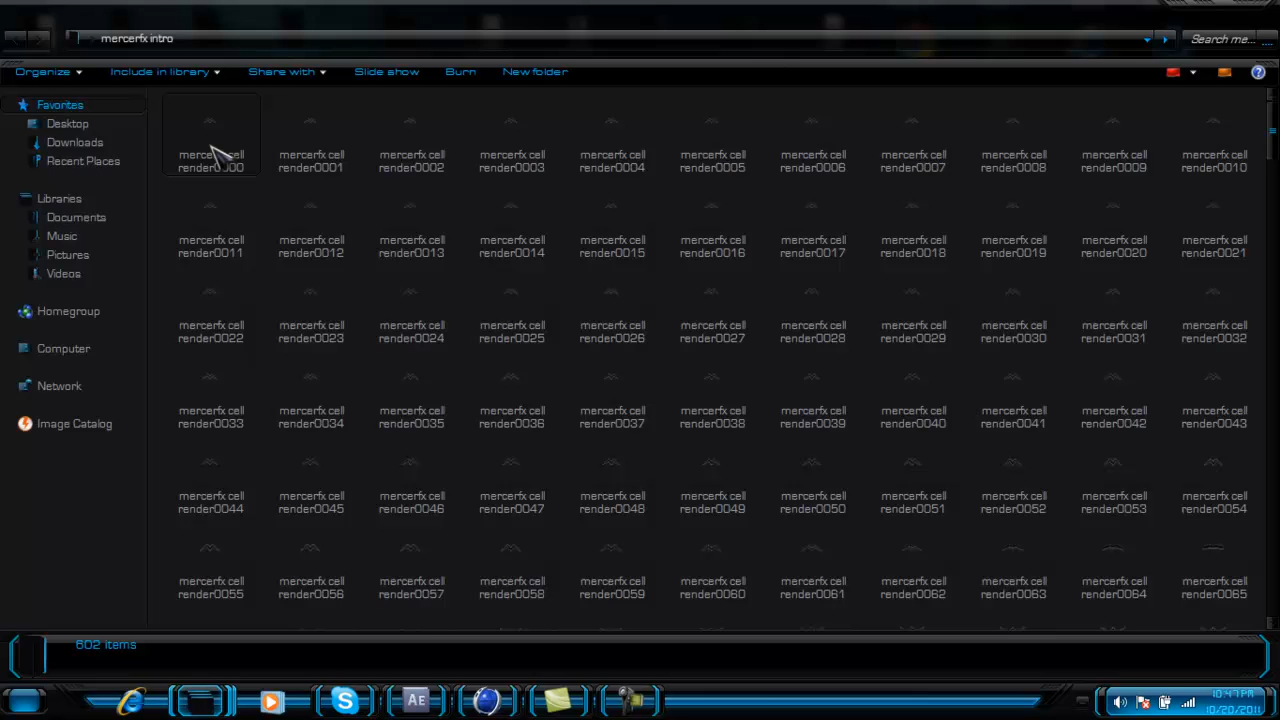 mercerfx intro
Search me...
Organize Include in library Share with Slide show Burn New folder
Favorites
Desktop
Downloads
Recent Places
Libraries
Documents
Music
Pictures
Videos
Homegroup
Computer
Network
Image Catalog
render0000
mercerfx cell render0001
mercerfx cell render0002
mercerfx cell render0003
mercerfx cell render0004
mercerfx cell render0005
mercerfx cell render0006
mercerfx cell render0007
mercerfx cell render0008
mercerfx cell render0009
mercerfx cell render0010
mercerfx cell render0011
mercerfx cell render0012
mercerfx cell render0013
mercerfx cell render0014
mercerfx cell render0015
mercerfx cell render0016
mercerfx cell render0017
mercerfx cell render0018
mercerfx cell render0019
mercerfx cell render0020
mercerfx cell render0021
mercerfx cell render0022
mercerfx cell render0023
mercerfx cell render0024
mercerfx cell render0025
mercerfx cell render0026
mercerfx cell render0027
mercerfx cell render0028
mercerfx cell render0029
mercerfx cell render0030
mercerfx cell render0031
mercerfx cell render0032
mercerfx cell render0033
mercerfx cell render0034
mercerfx cell render0035
mercerfx cell render0036
mercerfx cell render0037
mercerfx cell render0038
mercerfx cell render0039
mercerfx cell render0040
mercerfx cell render0041
mercerfx cell render0042
mercerfx cell render0043
mercerfx cell render0044
mercerfx cell render0045
mercerfx cell render0046
mercerfx cell render0047
mercerfx cell render0048
mercerfx cell render0049
mercerfx cell render0050
mercerfx cell render0051
mercerfx cell render0052
mercerfx cell render0053
mercerfx cell render0054
mercerfx cell render0055
mercerfx cell render0056
mercerfx cell render0057
mercerfx cell render0058
mercerfx cell render0059
mercerfx cell render0060
mercerfx cell render0061
mercerfx cell render0062
mercerfx cell render0063
mercerfx cell render0064
mercerfx cell render0065
602 items
AE
10:47 PM
10/20/2011